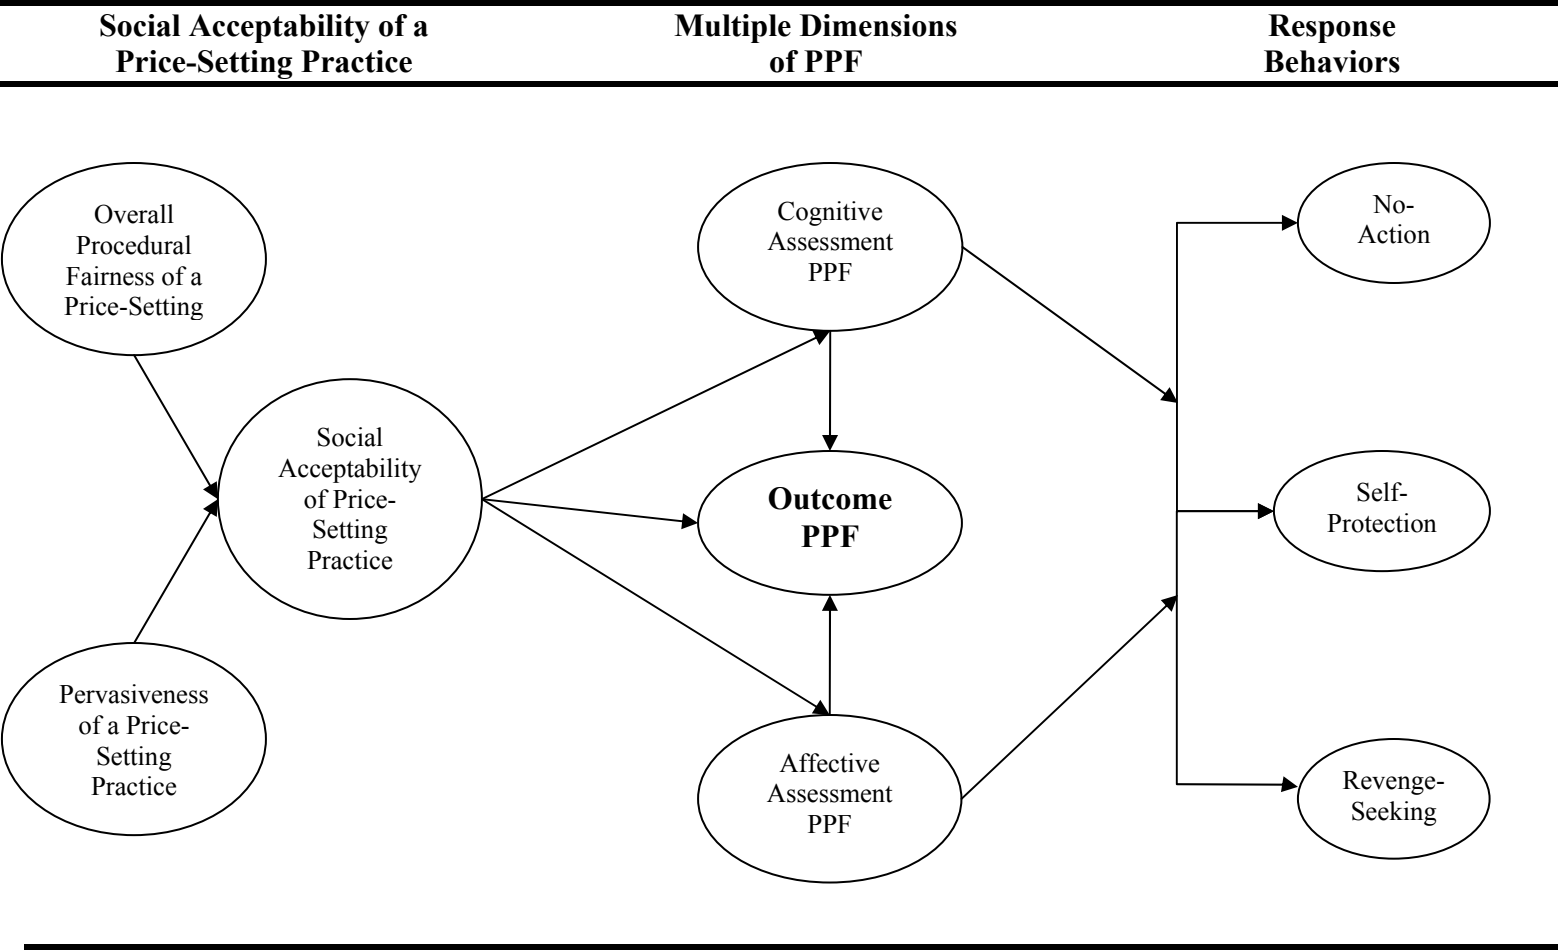 Social Acceptability of a
Price-Setting Practice
Multiple Dimensions
of PPF
Response
Behaviors
Overall
Procedural
Fairness of a
Price-Setting
Pervasiveness
of a Price-
Setting
Practice
Social
Acceptability
of Price-
Setting
Practice
Cognitive
Assessment
PPF
Outcome
PPF
Affective
Assessment
PPF
No-
Action
Self-
Protection
Revenge-
Seeking